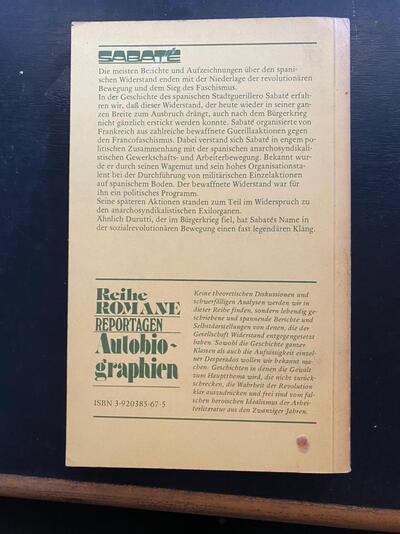 SABATÉ
Die meisten Berichte und Aufzeichnungen über den spani-
schen Widerstand enden mit der Niederlage der revolutionären
Bewegung und dem Sieg des Faschismus.
In der Geschichte des spanischen Stadtguerillero Sabaté erfah-
ren wir, daß dieser Widerstand, der heute wieder in seiner gan-
zen Breite zum Ausbruch drängt, auch nach dem Bürgerkrieg
nicht gänzlich erstickt werden konnte. Sabaté organisierte von
Frankreich aus zahlreiche bewaffnete Guerillaaktionen gegen
den Francofaschismus. Dabei verstand sich Sabaté in engem po-
litischen Zusammenhang mit der spanischen anarchosyndikali-
stischen Gewerkschafts- und Arbeiterbewegung. Bekannt wur-
de er durch seinen Wagemut und sein hohes Organisationsta-
lent bei der Durchführung von militärischen Einzelaktionen
auf spanischem Boden. Der bewaffnete Widerstand war für
ihn ein politisches Programm.
Seine späteren Aktionen standen zum Teil im Widerspruch zu
den anarchosyndikalistischen Exilorganen.
Ähnlich Durutti, der im Bürgerkrieg fiel, hat Sabatés Name in
der sozialrevolutionären Bewegung einen fast legendären Klang.
Reihe
ROMANE
REPORTAGEN
Autobio-
graphien
ISBN 3-920385-67-5
Keine theoretischen Diskussionen und
schwerfälligen Analysen werden wir in
dieser Reihe finden, sondern lebendig ge-
schriebene und spannende Berichte und
Selbstdarstellungen von denen, die der
Gesellschaft Widerstand entgegengesetzt
haben. Sowohl die Geschichte ganzer
Klassen als auch die Aufsässigkeit einzel-
ner Desperados wollen wir bekannt ma-
chen: Geschichten in denen die Gewalt
zum Hauptthema wird, die nicht zurück-
schrecken, die Wahrheit der Revolution
klar auszudrücken und frei sind vom fal-
schen heroischen Idealismus der Arbei-
terliteratur aus den Zwanziger Jahren.